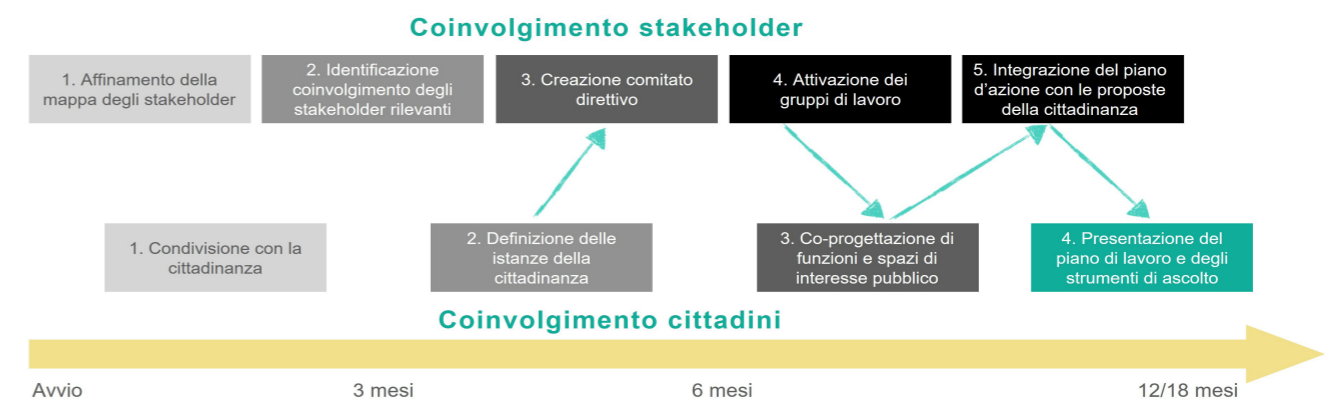 Coinvolgimento stakeholder
1. Affinamento della
mappa degli stakeholder
2. Identificazione
coinvolgimento degli
stakeholder rilevanti
3. Creazione comitato
direttivo
4. Attivazione dei
gruppi di lavoro
5. Integrazione del piano
d'azione con le proposte
della cittadinanza
1. Condivisione con la
cittadinanza
2. Definizione delle
istanze della
cittadinanza
3. Co-progettazione di
funzioni e spazi di
interesse pubblico
4. Presentazione del
piano di lavoro e degli
strumenti di ascolto
Coinvolgimento cittadini
Avvio
3 mesi
6 mesi
12/18 mesi